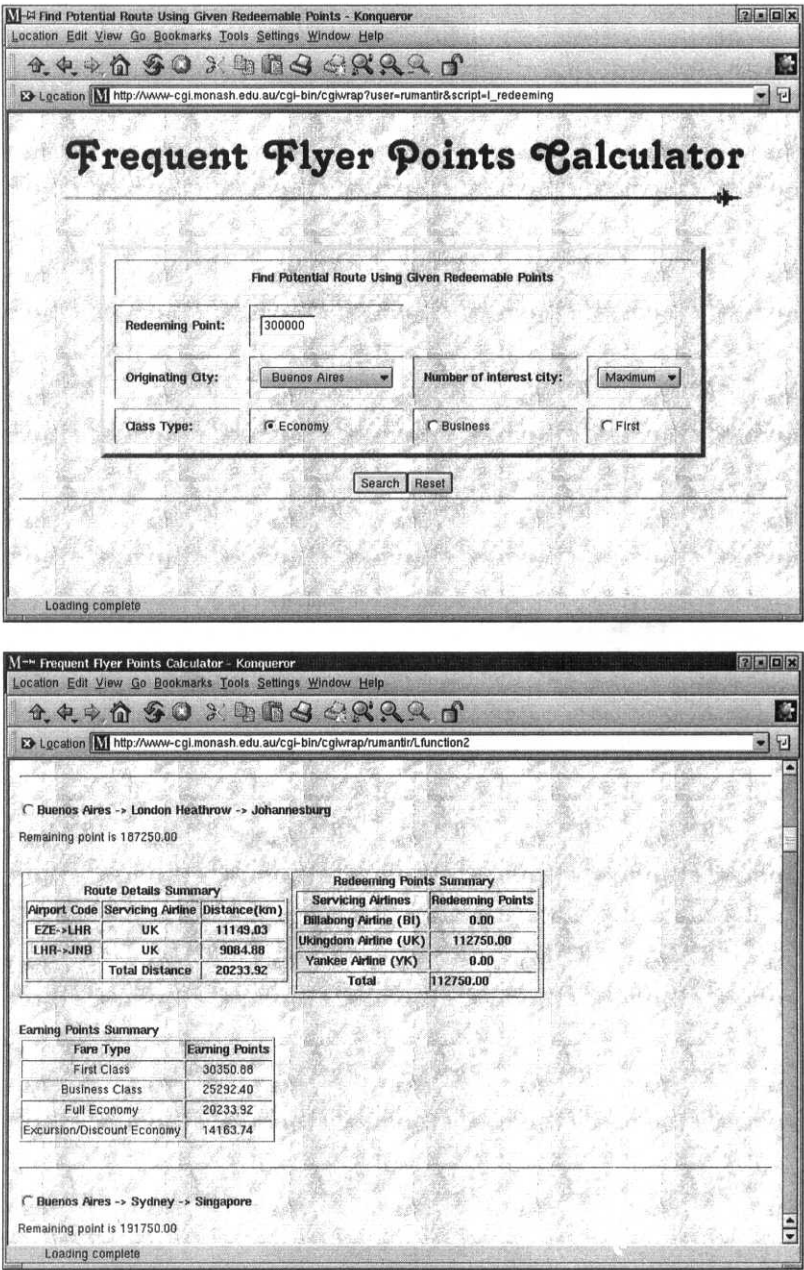 Find Potential Route Using Given Redeemable Points - Konqueror
Location Edit View Go Bookmarks Tools Settings Window Help
Location http://www-cgi.monash.edu.au/cgi-bin/cgiwrap?user=rumantir&script=l_redeeming
Frequent Flyer Points Calculator
Find Potential Route Using Given Redeemable Points
Redeeming Point: 300000
Originating City: Buenos Aires Number of interest city: Maximum
Class Type: Economy Business First
Search Reset
Loading complete
Frequent Flyer Points Calculator - Konqueror
Location Edit View Go Bookmarks Tools Settings Window Help
Location http://www-cgi.monash.edu.au/cgi-bin/cgiwrap/rumantir/Lfunction2
Buenos Aires -> London Heathrow -> Johannesburg
Remaining point is 187250.00
Route Details Summary
Airport Code Servicing Airline Distance(km)
EZE->LHR UK 11149.03
LHR->JNB UK 9084.88
Total Distance 20233.92
Redeeming Points Summary
Servicing Airlines Redeeming Points
Billabong Airline (BI) 0.00
Ukingdom Airline (UK) 112750.00
Yankee Airline (YK) 0.00
Total 112750.00
Earning Points Summary
Fare Type Earning Points
First Class 30350.88
Business Class 25292.40
Full Economy 20233.92
Excursion/Discount Economy 14163.74
Buenos Aires -> Sydney -> Singapore
Remaining point is 191750.00
Loading complete